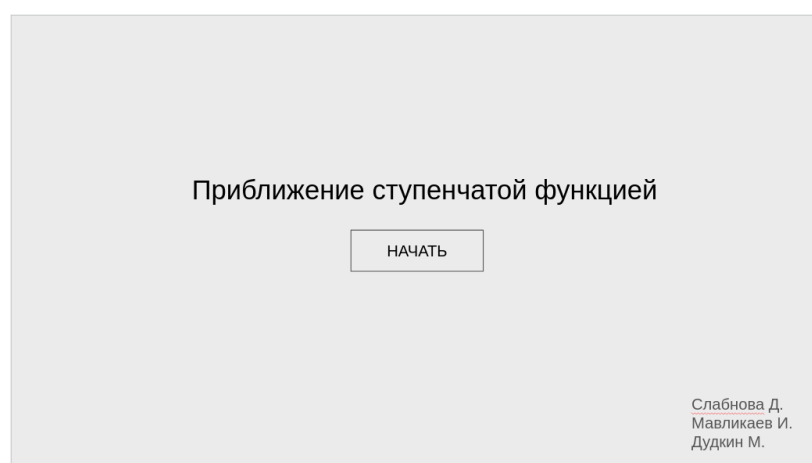 Приближение ступенчатой функцией
НАЧАТЬ
Слабнова Д.
Мавликаев И.
Дудкин М.